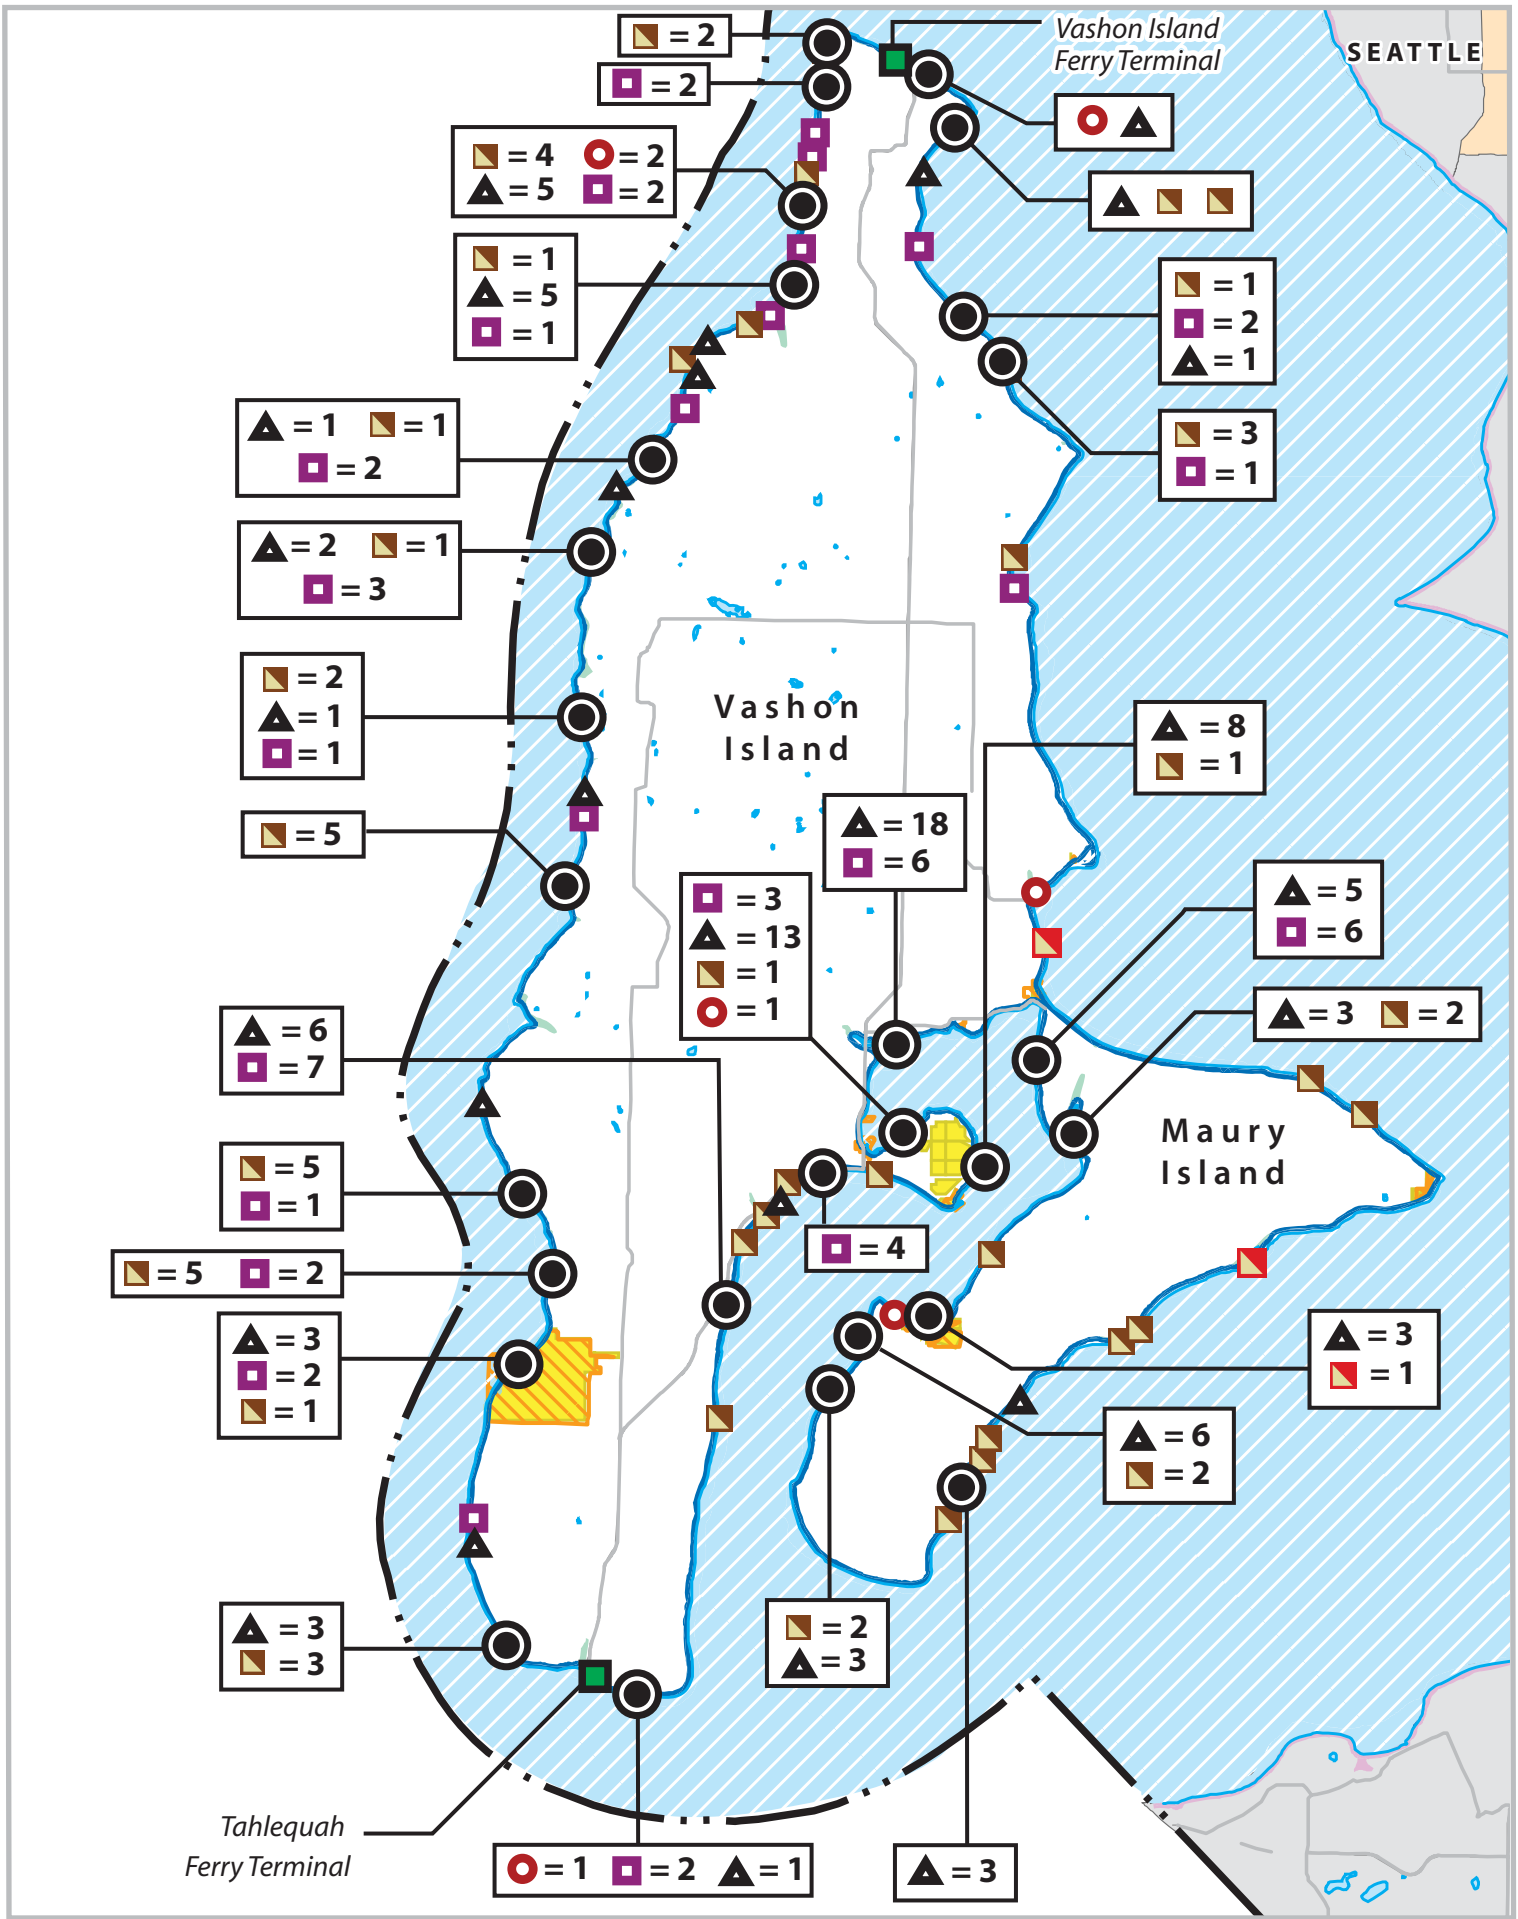 = 2
Vashon Island
Ferry Terminal
SEATTLE
= 2
= 4 = 2
= 5 = 2
= 1
= 5
= 1
= 1
= 2
= 1
= 1 = 1
= 2
= 3
= 1
= 2 = 1
= 3
= 2
= 1
= 1
Vashon
Island
= 8
= 1
= 5
= 18
= 6
= 3
= 13
= 1
= 1
= 5
= 6
= 3 = 2
= 6
= 7
Maury
Island
= 5
= 1
= 4
= 5 = 2
= 3
= 2
= 1
= 3
= 1
= 6
= 2
= 3
= 3
= 2
= 3
Tahlequah
Ferry Terminal
= 1 = 2 = 1
= 3